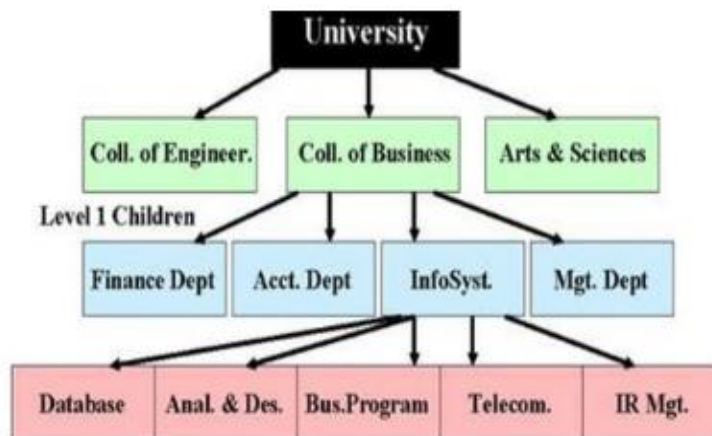 University
Coll. of Engineer.
Coll. of Business
Arts & Sciences
Level 1 Children
Finance Dept
Acct. Dept
InfoSyst.
Mgt. Dept
Database
Anal. & Des.
Bus.Program
Telecom.
IR Mgt.